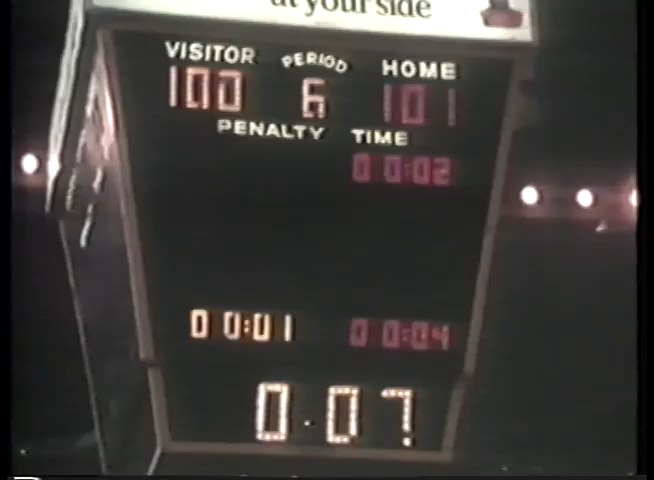 at your side
VISITOR PERIOD HOME
100 6 101
PENALTY TIME
0 0:02
0 0:01 0 0:04
0.07